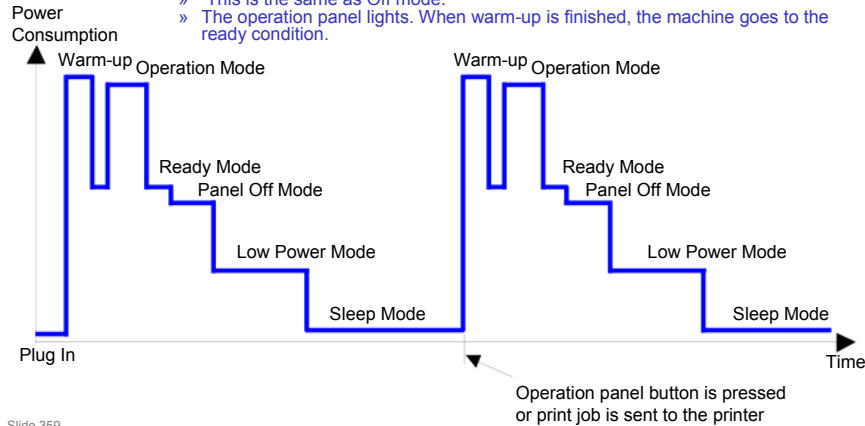 » This is the same as Off mode.
» The operation panel lights. When warm-up is finished, the machine goes to the
ready condition.
Power
Consumption
Warm-up
Operation Mode
Ready Mode
Panel Off Mode
Low Power Mode
Sleep Mode
Warm-up
Operation Mode
Ready Mode
Panel Off Mode
Low Power Mode
Sleep Mode
Plug In
Time
Operation panel button is pressed
or print job is sent to the printer
Slide 359